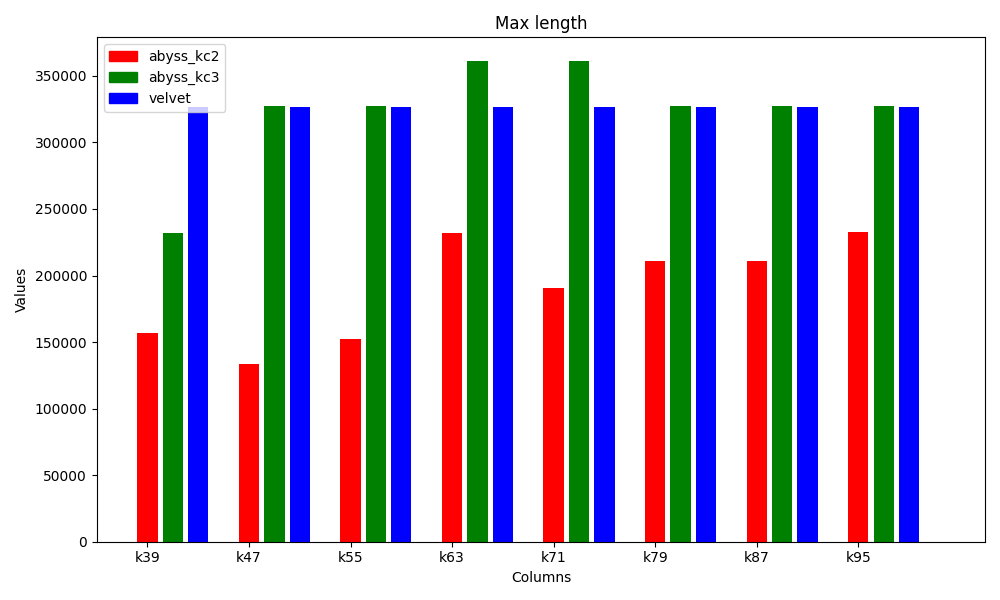 Max length
abyss_kc2
abyss_kc3
velvet
350000
300000
250000
200000
150000
100000
50000
0
Values
k39 k47 k55 k63 k71 k79 k87 k95
Columns